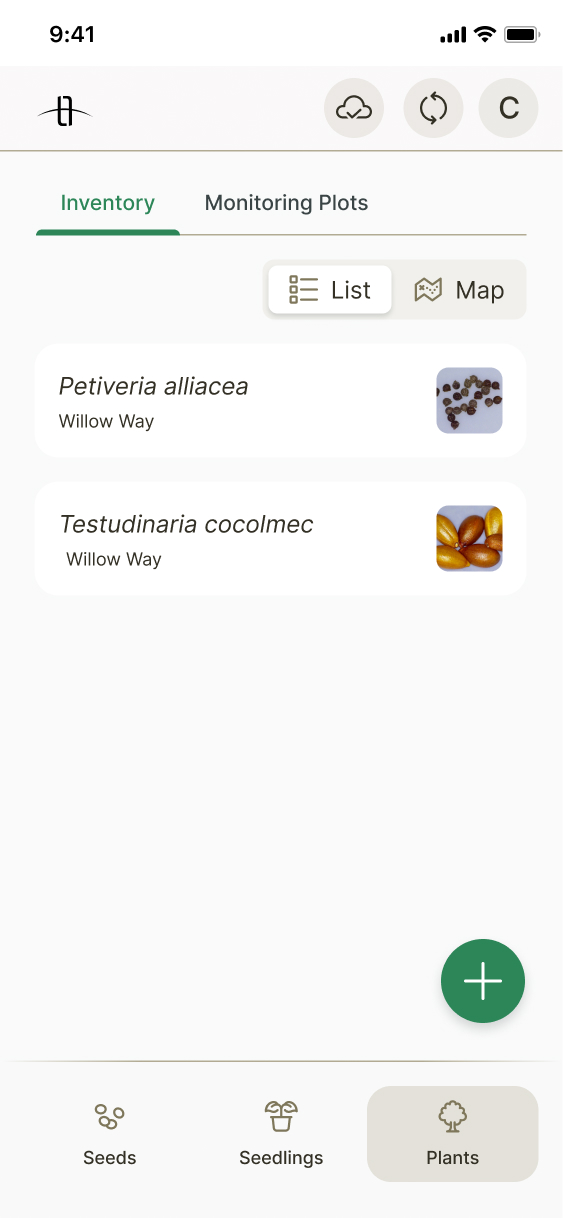 9:41
C
Inventory
Monitoring Plots
List
Map
Petiveria alliacea
Willow Way
Testudinaria cocolmec
Willow Way
Seeds
Seedlings
Plants